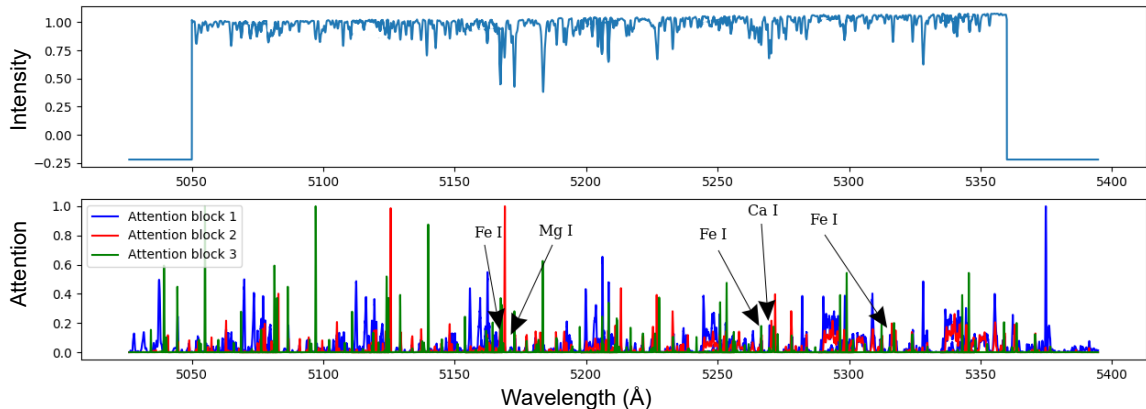 Intensity
1.00
0.75
0.50
0.25
0.00
−0.25
5050 5100 5150 5200 5250 5300 5350 5400
Attention
1.0
0.8
0.6
0.4
0.2
0.0
Attention block 1
Attention block 2
Attention block 3
Fe I
Mg I
Fe I
Ca I
Fe I
5050 5100 5150 5200 5250 5300 5350 5400
Wavelength (Å)